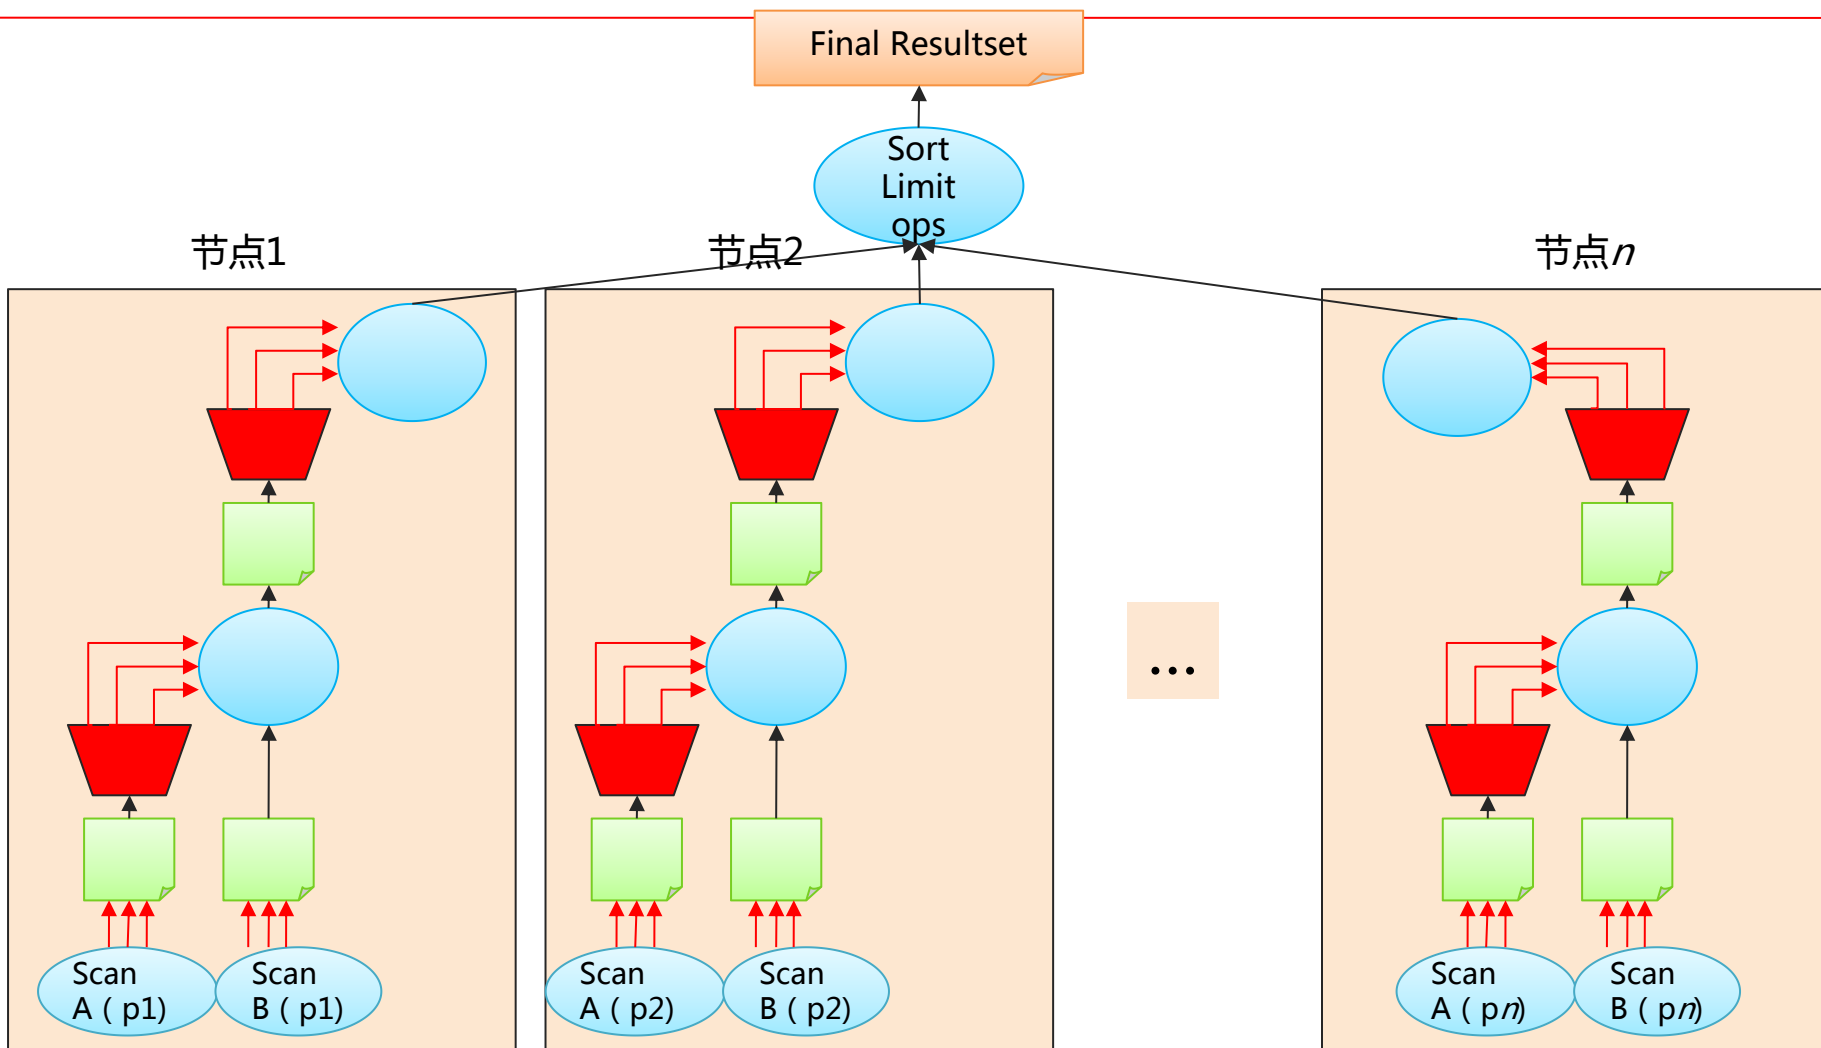 Final Resultset
Sort
Limit
ops
节点1
节点2
节点n
...
Scan
A ( p1)
Scan
B ( p1)
Scan
A ( p2)
Scan
B ( p2)
Scan
A ( pn)
Scan
B ( pn)